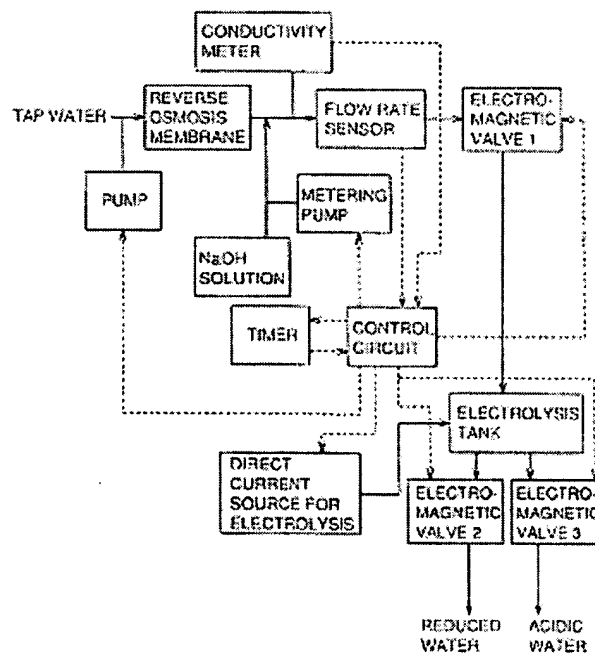 CONDUCTIVITY
METER
TAP WATER
REVERSE
OSMOSIS
MEMBRANE
FLOW RATE
SENSOR
ELECTRO-
MAGNETIC
VALVE 1
PUMP
METERING
PUMP
NaOH
SOLUTION
TIMER
CONTROL
CIRCUIT
ELECTROLYSIS
TANK
DIRECT
CURRENT
SOURCE FOR
ELECTROLYSIS
ELECTRO-
MAGNETIC
VALVE 2
ELECTRO-
MAGNETIC
VALVE 3
REDUCED
WATER
ACIDIC
WATER